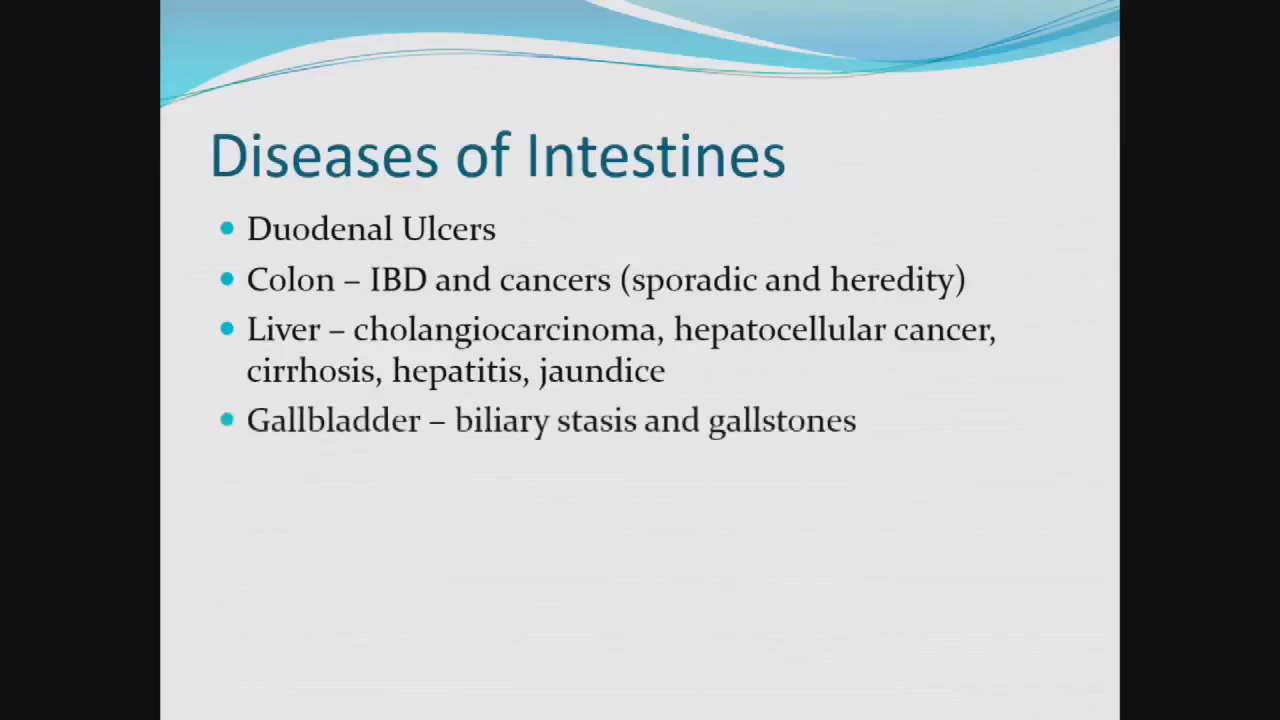 Diseases of Intestines
• Duodenal Ulcers
• Colon – IBD and cancers (sporadic and heredity)
• Liver – cholangiocarcinoma, hepatocellular cancer,
cirrhosis, hepatitis, jaundice
• Gallbladder – biliary stasis and gallstones